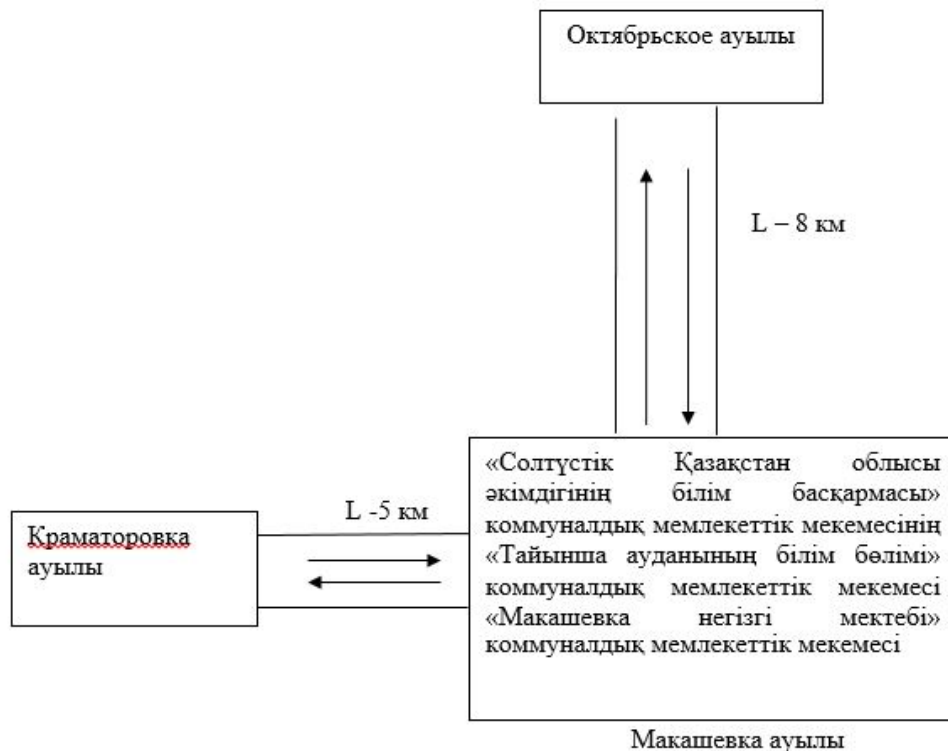 Октябрьское ауылы
L – 8 км
L -5 км
Краматоровка
ауылы
«Солтүстік Қазақстан облысы
әкімдігінің білім басқармасы»
коммуналдық мемлекеттік мекемесінің
«Тайынша ауданының білім бөлімі»
коммуналдық мемлекеттік мекемесі
«Макашевка негізгі мектебі»
коммуналдық мемлекеттік мекемесі
Макашевка ауылы